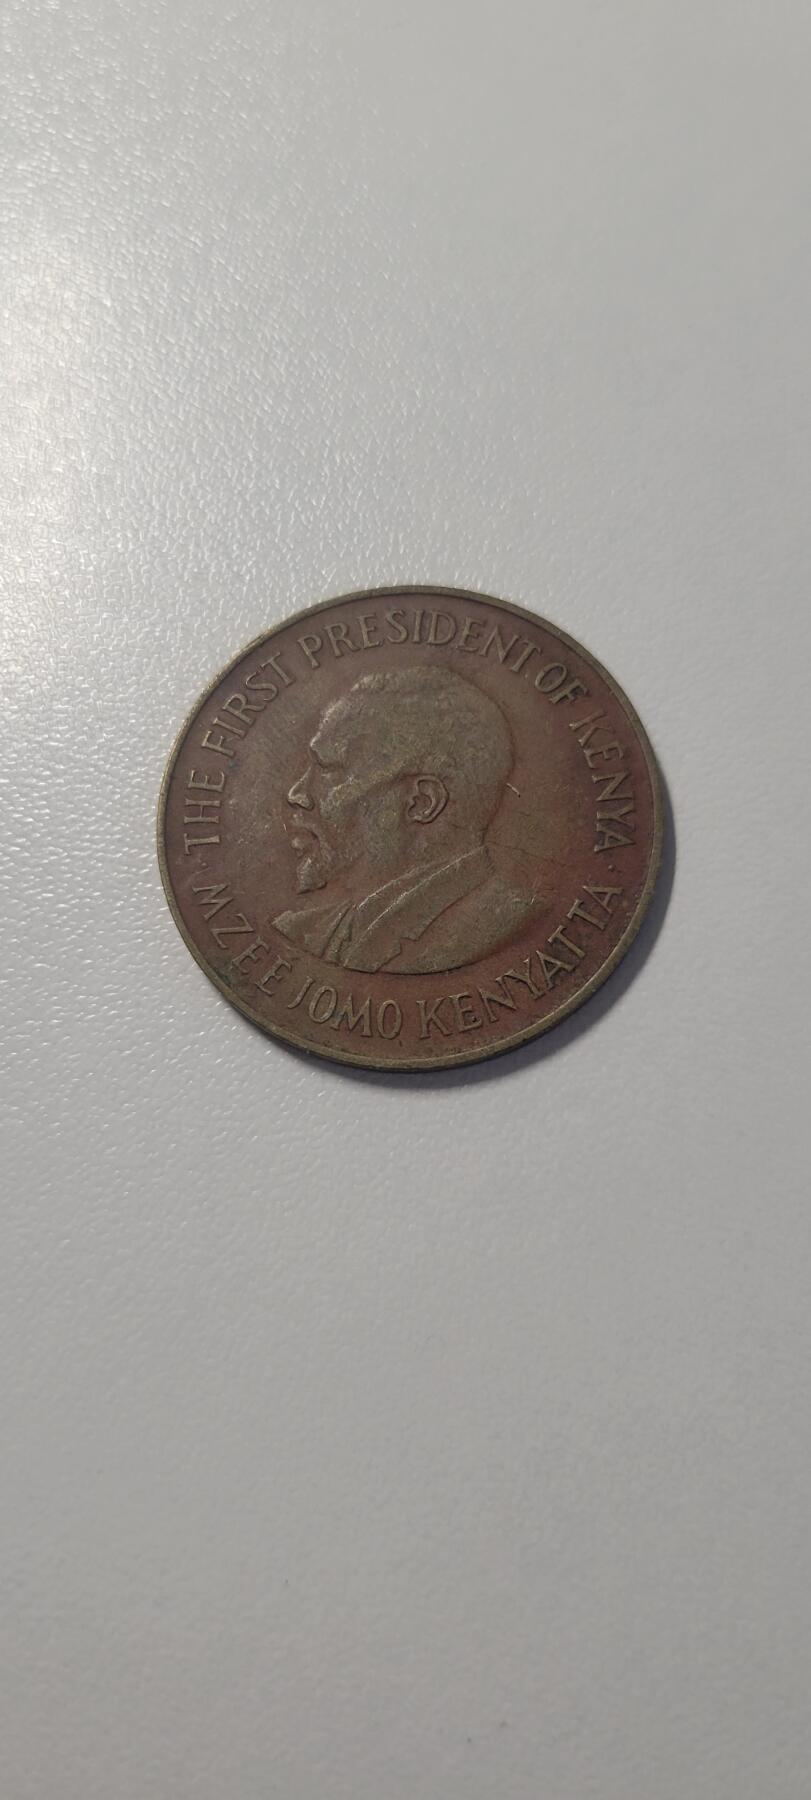 THE FIRST PRESIDENT OF KENYA
MZEE JOMO KENYATTA